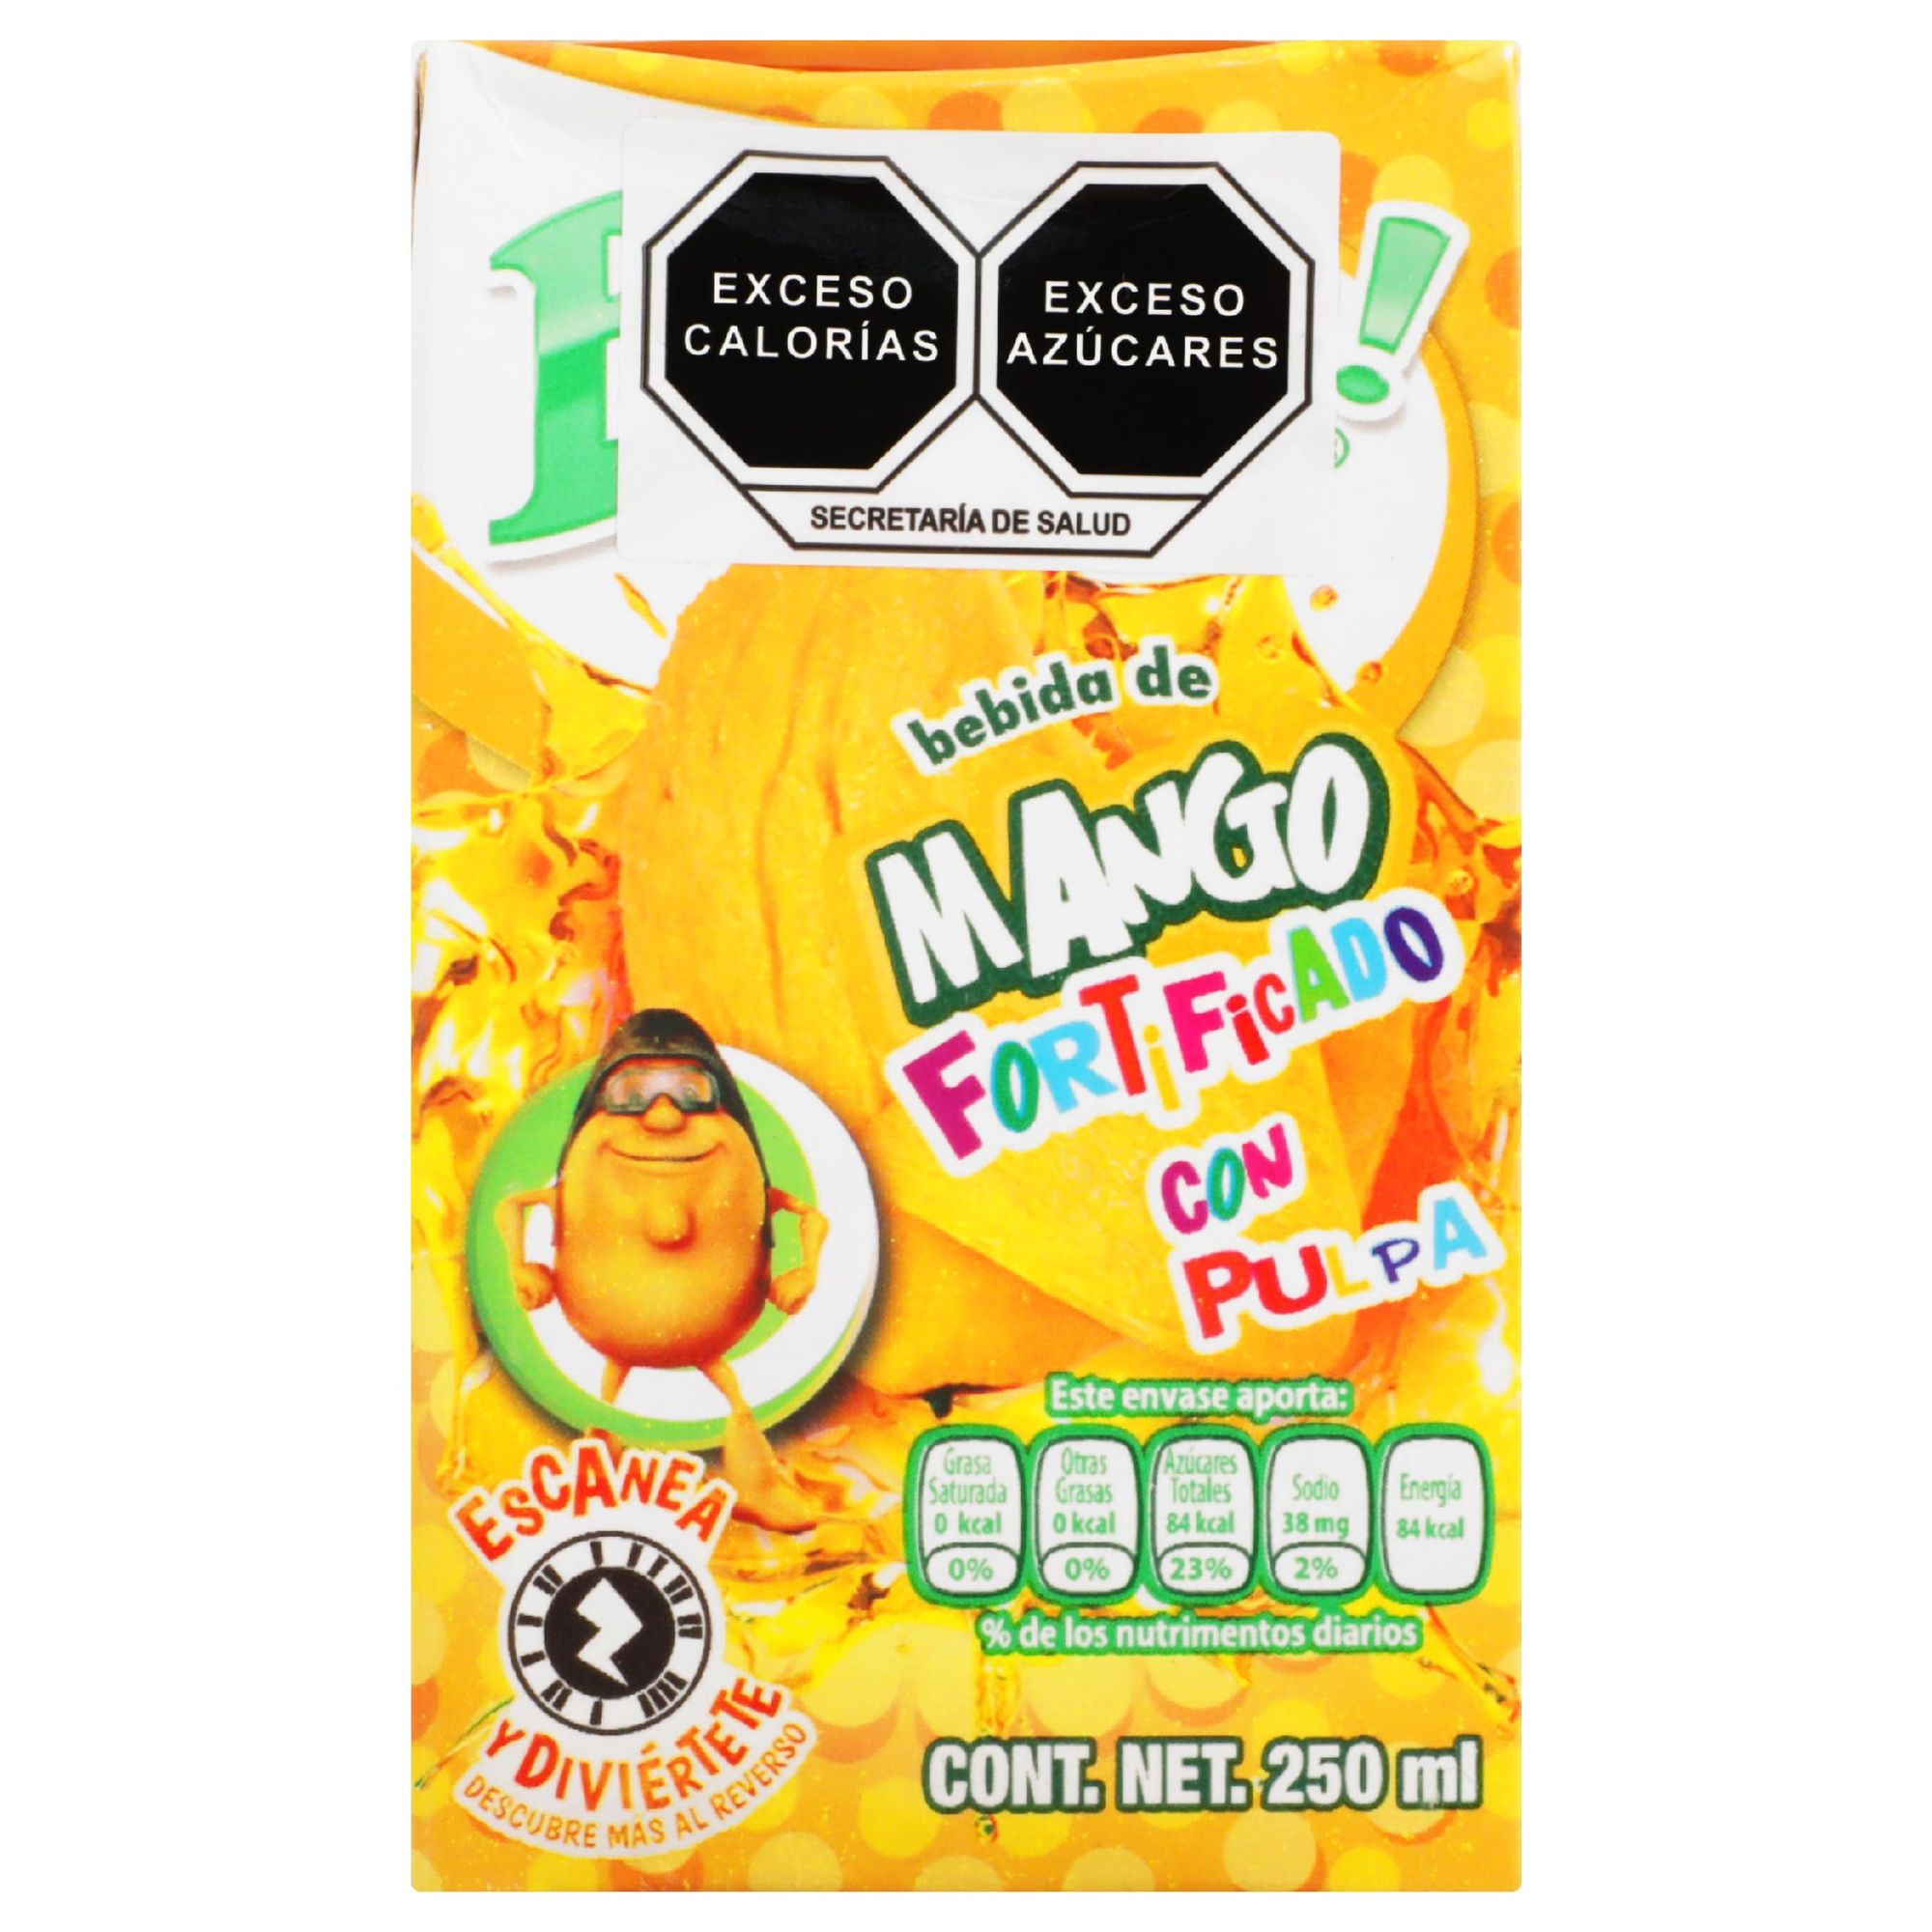 EXCESO
CALORÍAS
EXCESO
AZÚCARES
SECRETARÍA DE SALUD
!
®
bebida de
MANGO
FORTiFiCADO
CON
PULPA
Este envase aporta:
Grasa
Saturada
0 kcal
0%
Otras
Grasas
0 kcal
0%
Azúcares
Totales
84 kcal
23%
Sodio
38 mg
2%
Energía
84 kcal
% de los nutrimentos diarios
ESCANEA
Y DIVIÉRTETE
DESCUBRE MÁS AL REVERSO
CONT. NET. 250 ml